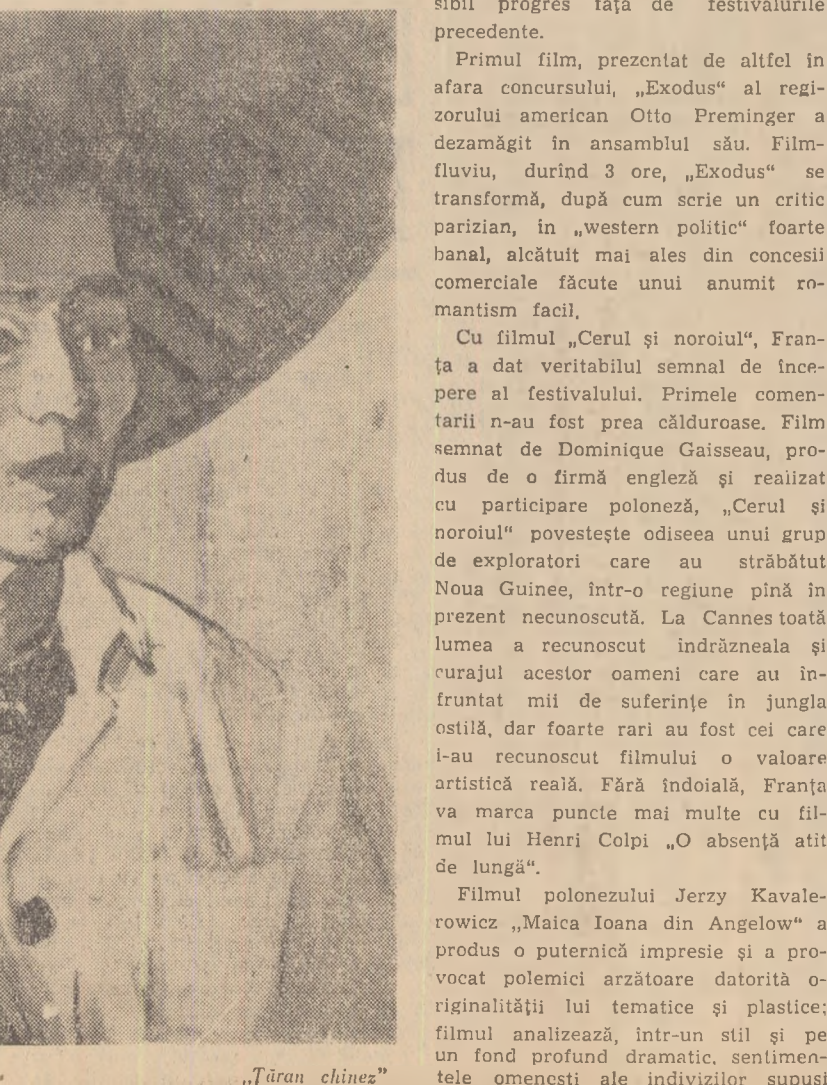 sibil progres față de festivalurile
precedente.
Primul film, prezentat de altfel în
afara concursului, „Exodus“ al regi-
zorului american Otto Preminger a
dezamăgit în ansamblul său. Film-
fluviu, durînd 3 ore, „Exodus“ se
transformă, după cum scrie un critic
parizian, in „western politic“ foarte
banal, alcătuit mai ales din concesii
comerciale făcute unui anumit ro-
mantism facil.
Cu filmul „Cerul și noroiul“, Fran-
ța a dat veritabilul semnal de înce-
pere al festivalului. Primele comen-
tarii n-au fost prea călduroase. Film
semnat de Dominique Gaisseau, pro-
dus de o firmă engleză și realizat
cu participare poloneză, „Cerul și
noroiul“ povestește odiseea unui grup
de exploratori care au străbătut
Noua Guinee, într-o regiune pînă în
prezent necunoscută. La Cannes toată
lumea a recunoscut indrăzneala și
curajul acestor oameni care au în-
fruntat mii de suferințe în jungla
ostilă, dar foarte rari au fost cei care
i-au recunoscut filmului o valoare
artistică reală. Fără îndoială, Franța
va marca puncte mai multe cu fil-
mul lui Henri Colpi „O absență atit
de lungă“.
Filmul polonezului Jerzy Kavale-
rowicz „Maica Ioana din Angelow“ a
produs o puternică impresie și a pro-
vocat polemici arzătoare datorită o-
riginalității lui tematice și plastice;
filmul analizează, într-un stil și pe
un fond profund dramatic, sentimen-
tele omenești ale indivizilor supuși
„Țăran chinez”